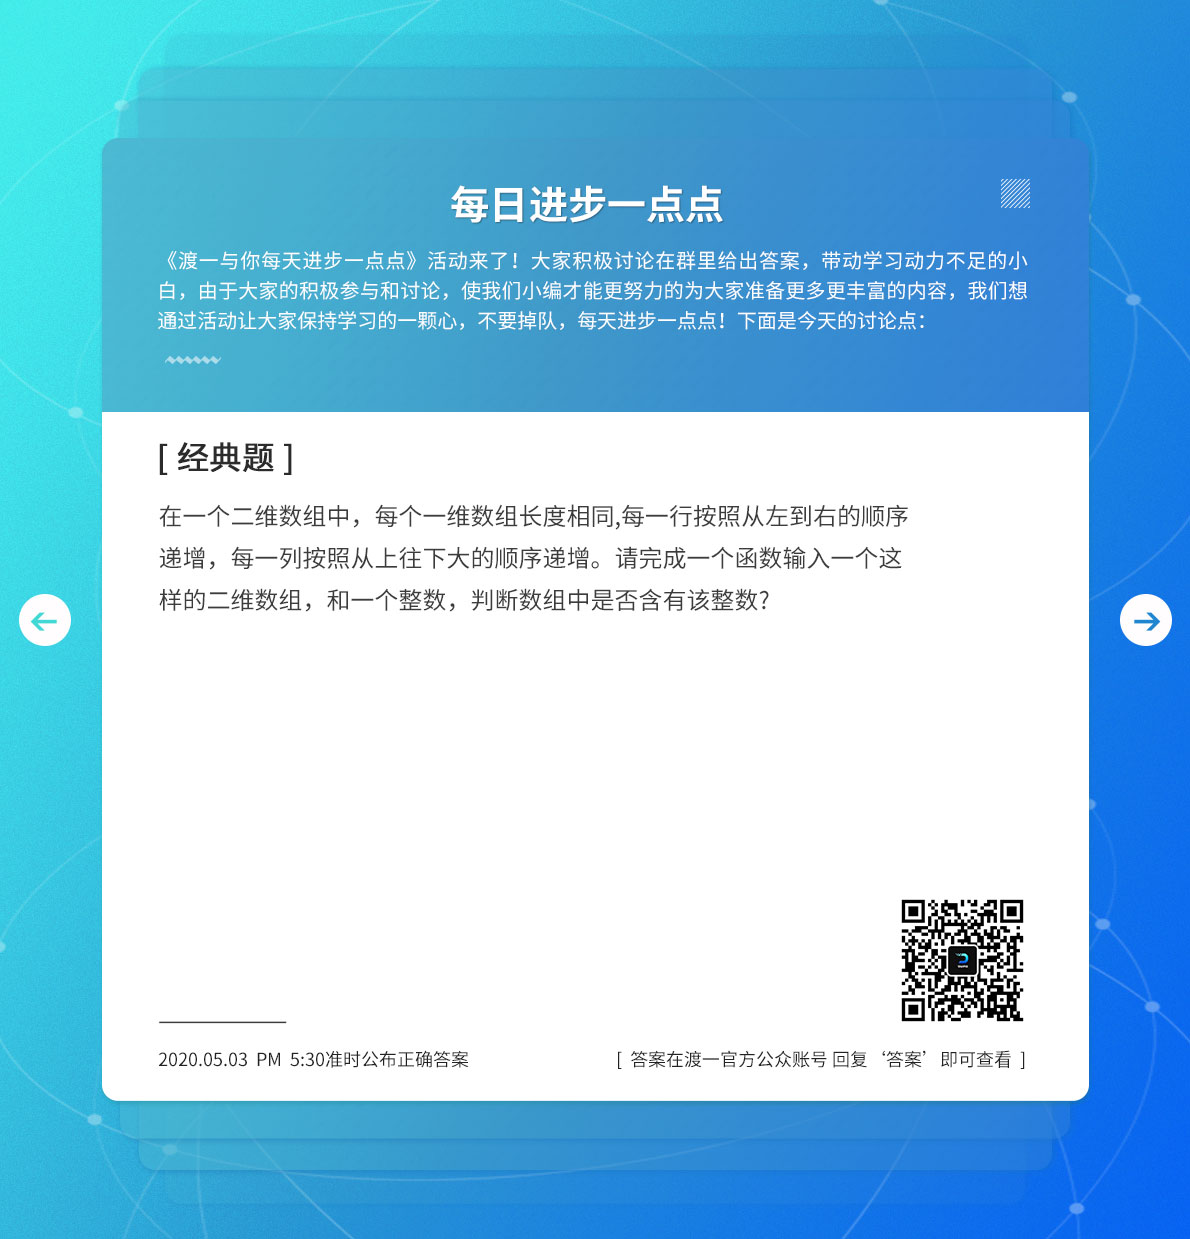 每日进步一点点
《渡一与你每天进步一点点》活动来了！大家积极讨论在群里给出答案，带动学习动力不足的小
白，由于大家的积极参与和讨论，使我们小编才能更努力的为大家准备更多更丰富的内容，我们想
通过活动让大家保持学习的一颗心，不要掉队，每天进步一点点！下面是今天的讨论点：
[ 经典题 ]
在一个二维数组中，每个一维数组长度相同,每一行按照从左到右的顺序
递增，每一列按照从上往下大的顺序递增。请完成一个函数输入一个这
样的二维数组，和一个整数，判断数组中是否含有该整数?
2020.05.03 PM 5:30准时公布正确答案
[ 答案在渡一官方公众账号 回复‘答案’即可查看 ]